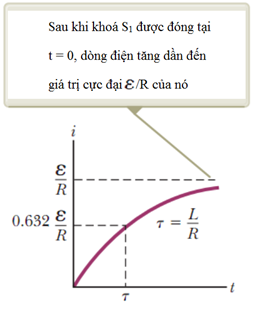 Sau khi khoá S₁ được đóng tại
t = 0, dòng điện tăng dần đến
giá trị cực đại ℰ/R của nó
i
ℰ/R
0.632 ℰ/R
τ = L/R
τ
t